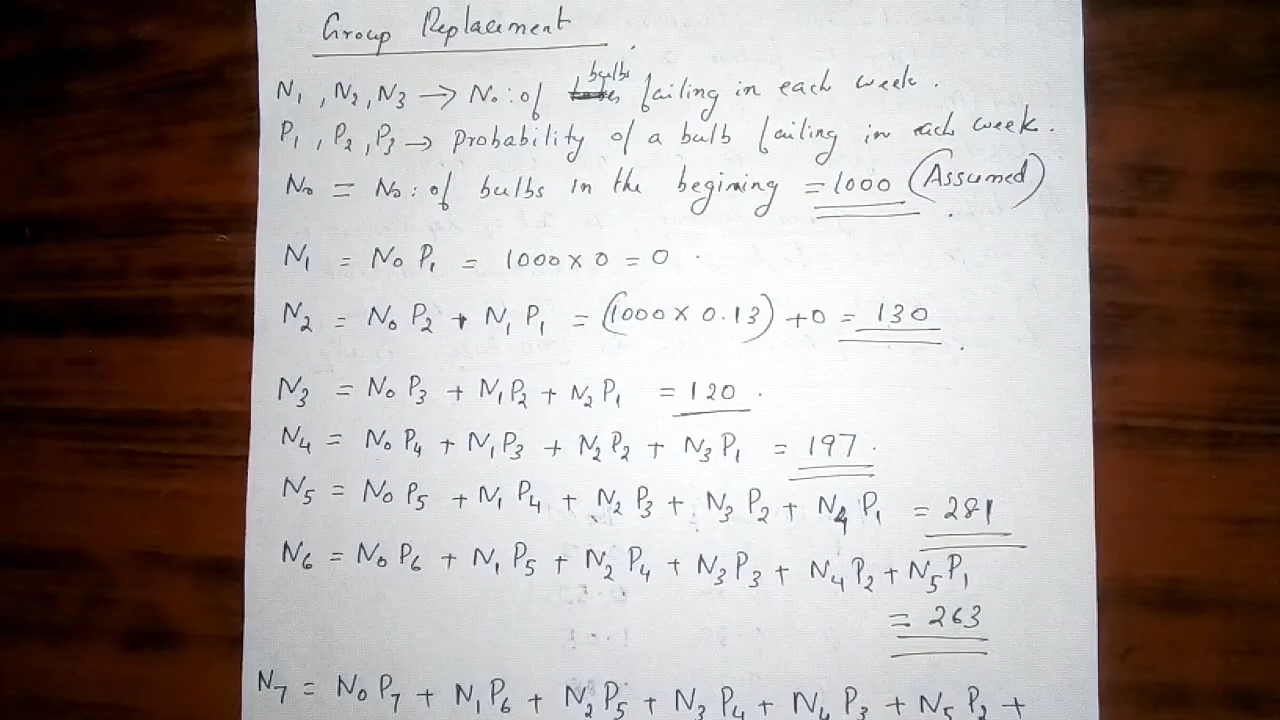 Group Replacement
N₁, N₂, N₃ → No: of bulbs failing in each week.
P₁, P₂, P₃ → Probability of a bulb failing in each week.
N₀ = No: of bulbs in the begining = 1000 (Assumed)
N₁ = N₀ P₁ = 1000 x 0 = 0
N₂ = N₀ P₂ + N₁ P₁ = (1000 x 0.13) + 0 = 130
N₃ = N₀ P₃ + N₁ P₂ + N₂ P₁ = 120
N₄ = N₀ P₄ + N₁ P₃ + N₂ P₂ + N₃ P₁ = 197
N₅ = N₀ P₅ + N₁ P₄ + N₂ P₃ + N₃ P₂ + N₄ P₁ = 281
N₆ = N₀ P₆ + N₁ P₅ + N₂ P₄ + N₃ P₃ + N₄ P₂ + N₅ P₁
= 263
N₇ = N₀ P₇ + N₁ P₆ + N₂ P₅ + N₃ P₄ + N₄ P₃ + N₅ P₂ +